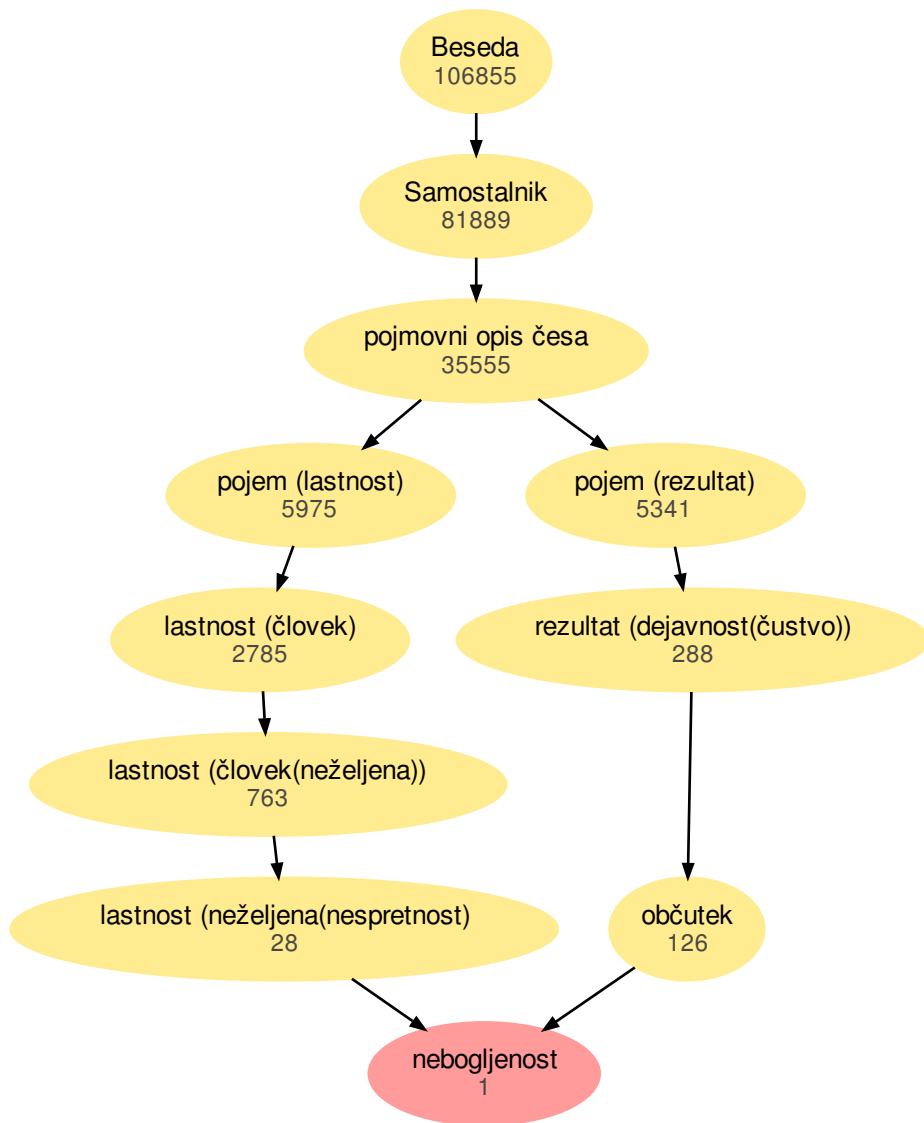 Beseda
106855
Samostalnik
81889
pojmovni opis česa
35555
pojem (lastnost)
5975
pojem (rezultat)
5341
lastnost (človek)
2785
rezultat (dejavnost(čustvo))
288
lastnost (človek(neželjena))
763
lastnost (neželjena(nespretnost)
28
občutek
126
nebogljenost
1